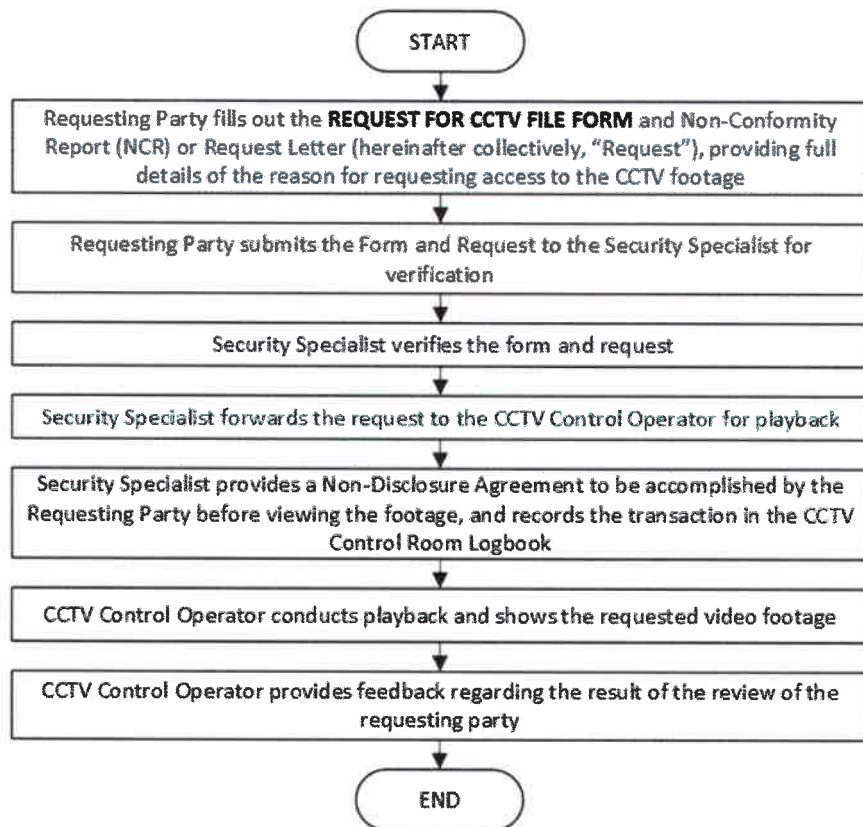 START
Requesting Party fills out the REQUEST FOR CCTV FILE FORM and Non-Conformity
Report (NCR) or Request Letter (hereinafter collectively, “Request”), providing full
details of the reason for requesting access to the CCTV footage
Requesting Party submits the Form and Request to the Security Specialist for
verification
Security Specialist verifies the form and request
Security Specialist forwards the request to the CCTV Control Operator for playback
Security Specialist provides a Non-Disclosure Agreement to be accomplished by the
Requesting Party before viewing the footage, and records the transaction in the CCTV
Control Room Logbook
CCTV Control Operator conducts playback and shows the requested video footage
CCTV Control Operator provides feedback regarding the result of the review of the
requesting party
END